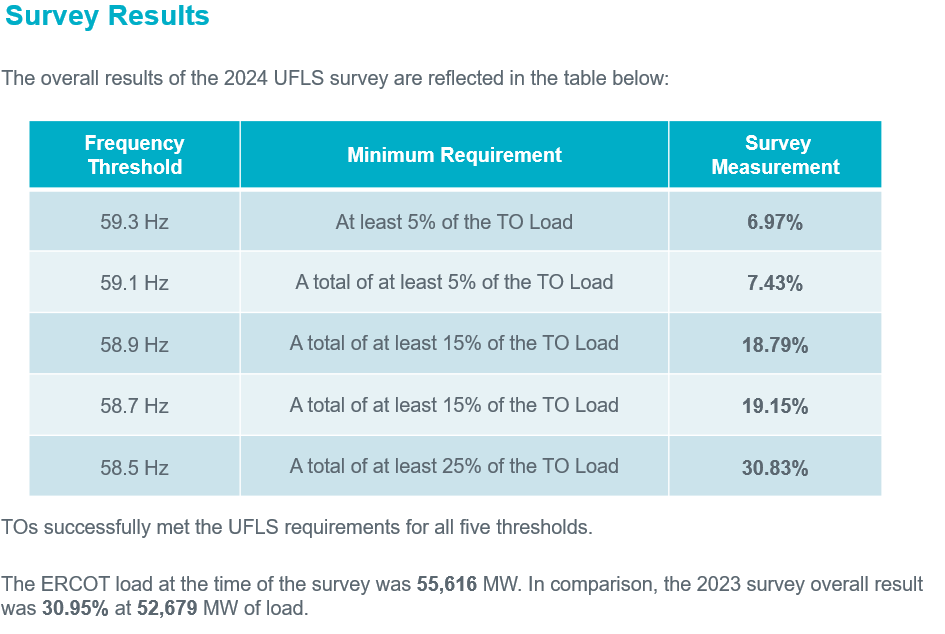 Survey Results
The overall results of the 2024 UFLS survey are reflected in the table below:
Frequency Threshold
Minimum Requirement
Survey Measurement
59.3 Hz
At least 5% of the TO Load
6.97%
59.1 Hz
A total of at least 5% of the TO Load
7.43%
58.9 Hz
A total of at least 15% of the TO Load
18.79%
58.7 Hz
A total of at least 15% of the TO Load
19.15%
58.5 Hz
A total of at least 25% of the TO Load
30.83%
TOs successfully met the UFLS requirements for all five thresholds.
The ERCOT load at the time of the survey was 55,616 MW. In comparison, the 2023 survey overall result
was 30.95% at 52,679 MW of load.